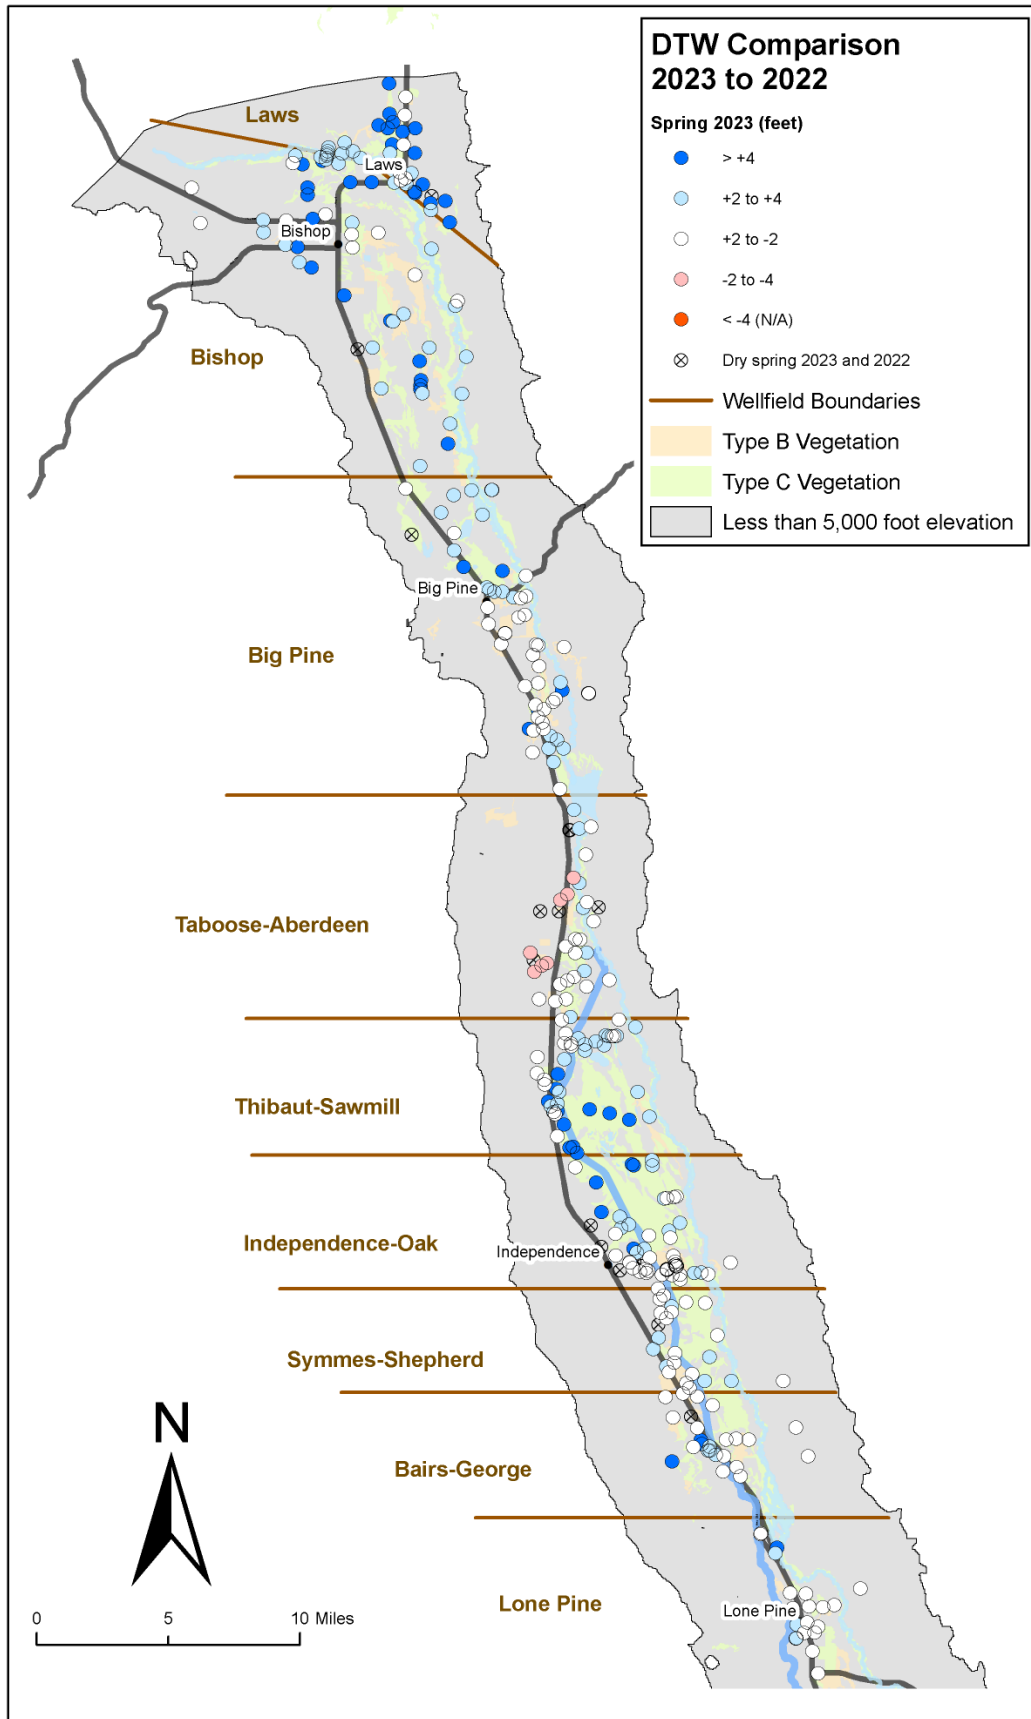 DTW Comparison
2023 to 2022
Spring 2023 (feet)
> +4
+2 to +4
+2 to -2
-2 to -4
< -4 (N/A)
Dry spring 2023 and 2022
Wellfield Boundaries
Type B Vegetation
Type C Vegetation
Less than 5,000 foot elevation
Laws
Laws
Bishop
Bishop
Big Pine
Big Pine
Taboose-Aberdeen
Thibaut-Sawmill
Independence-Oak
Independence
Symmes-Shepherd
Bairs-George
Lone Pine
Lone Pine
N
0 5 10 Miles